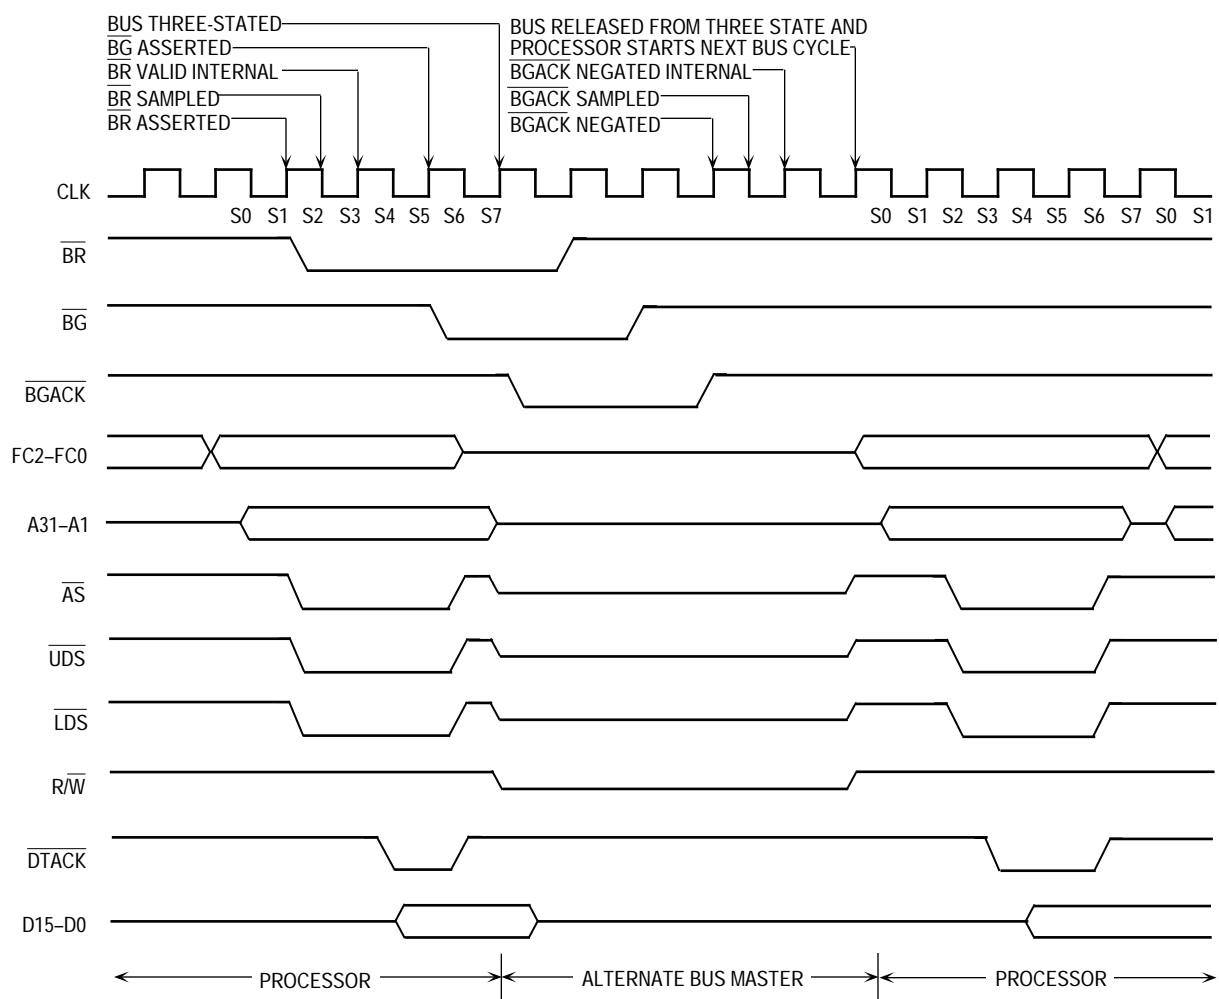 BUS THREE-STATED
BG ASSERTED
BR VALID INTERNAL
BR SAMPLED
BR ASSERTED
BUS RELEASED FROM THREE STATE AND
PROCESSOR STARTS NEXT BUS CYCLE
BGACK NEGATED INTERNAL
BGACK SAMPLED
BGACK NEGATED
CLK
S0 S1 S2 S3 S4 S5 S6 S7 S0 S1 S2 S3 S4 S5 S6 S7 S0 S1
BR
BG
BGACK
FC2–FC0
A31–A1
AS
UDS
LDS
R/W
DTACK
D15–D0
PROCESSOR ALTERNATE BUS MASTER PROCESSOR